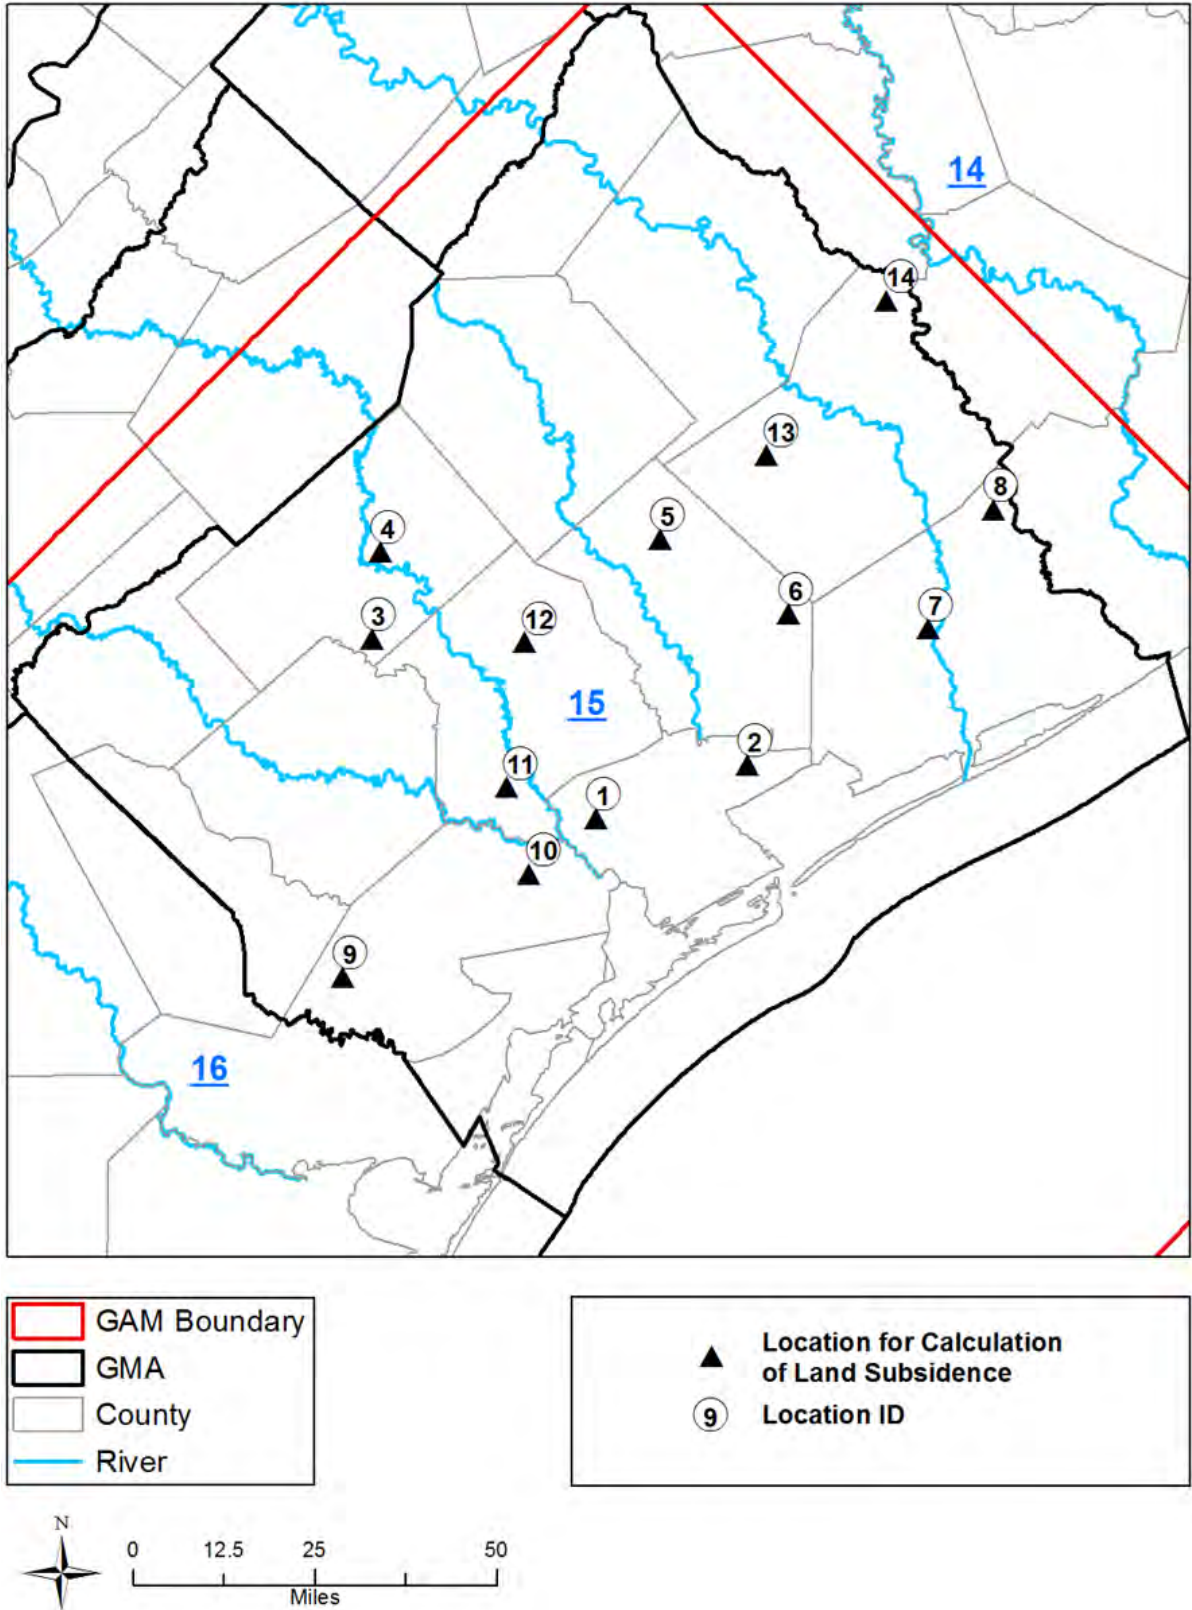 14
14
13
8
5
4
6
7
3
12
15
2
11
1
10
9
16
GAM Boundary
GMA
County
River
Location for Calculation
of Land Subsidence
9 Location ID
N
0 12.5 25 50
Miles